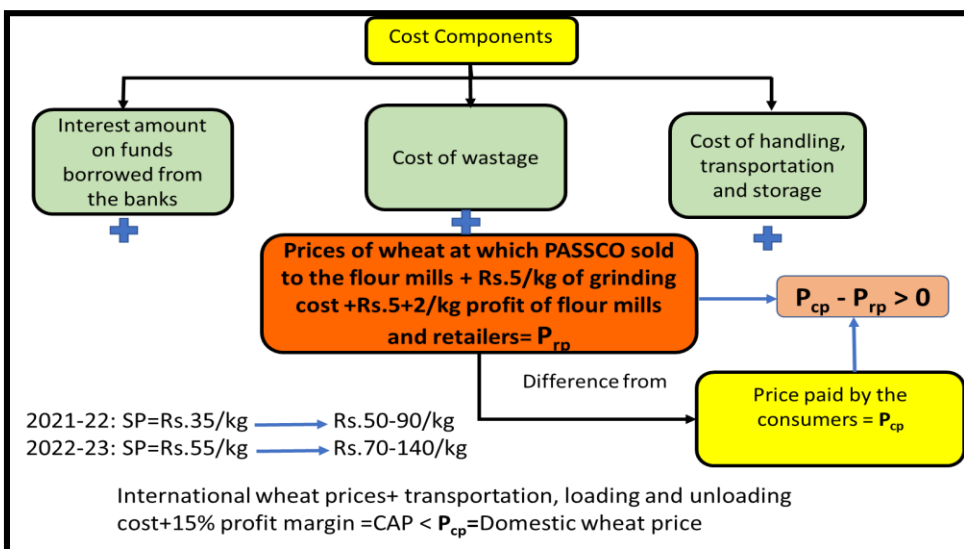 Cost Components
Interest amount
on funds
borrowed from
the banks
Cost of wastage
Cost of handling,
transportation
and storage
Prices of wheat at which PASSCO sold
to the flour mills + Rs.5/kg of grinding
cost +Rs.5+2/kg profit of flour mills
and retailers= Prp
Pcp - Prp > 0
Difference from
Price paid by the
consumers = Pcp
2021-22: SP=Rs.35/kg Rs.50-90/kg
2022-23: SP=Rs.55/kg Rs.70-140/kg
International wheat prices+ transportation, loading and unloading
cost+15% profit margin =CAP < Pcp=Domestic wheat price